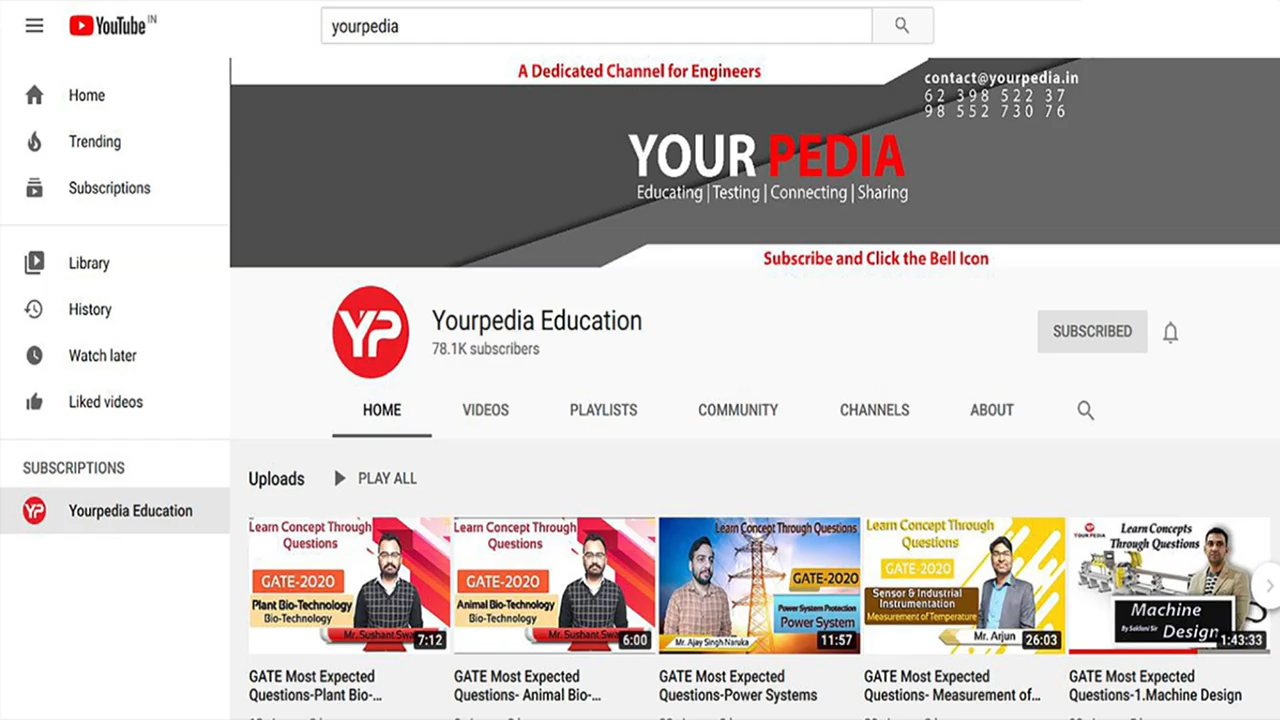 YouTube IN
yourpedia
Home
Trending
Subscriptions
Library
History
Watch later
Liked videos
SUBSCRIPTIONS
YP Yourpedia Education
A Dedicated Channel for Engineers
contact@yourpedia.in
62 398 522 37
98 552 730 76
YOUR PEDIA
Educating | Testing | Connecting | Sharing
Subscribe and Click the Bell Icon
YP
Yourpedia Education
78.1K subscribers
SUBSCRIBED
HOME VIDEOS PLAYLISTS COMMUNITY CHANNELS ABOUT
Uploads PLAY ALL
Learn Concept Through
Questions
GATE-2020
Plant Bio-Technology
Bio-Technology
Mr. Sushant
7:12
GATE Most Expected
Questions-Plant Bio-...
Learn Concept Through
Questions
GATE-2020
Animal Bio-Technology
Bio-Technology
Mr. Sushant
6:00
GATE Most Expected
Questions- Animal Bio-...
Learn Concept Through Questions
GATE-2020
Power System Protection
Power System
Mr. Ajay Singh Naruka
11:57
GATE Most Expected
Questions-Power Systems
Learn Concept Through
Questions
GATE-2020
Sensor & Industrial
Instrumentation
Measurement of Temperature
Mr. Arjun
26:03
GATE Most Expected
Questions- Measurement of...
YOUR PEDIA
Learn Concepts
Through Questions
Machine
By Saklani Sir Design
1:43:33
GATE Most Expected
Questions-1.Machine Design